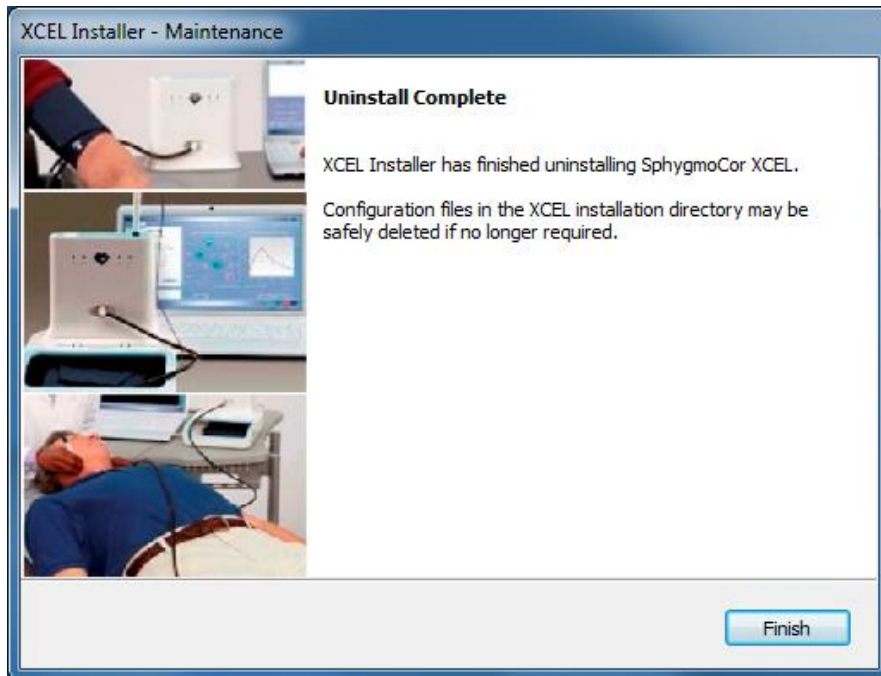 XCEL Installer - Maintenance
Uninstall Complete
XCEL Installer has finished uninstalling SphygmoCor XCEL.
Configuration files in the XCEL installation directory may be
safely deleted if no longer required.
Finish